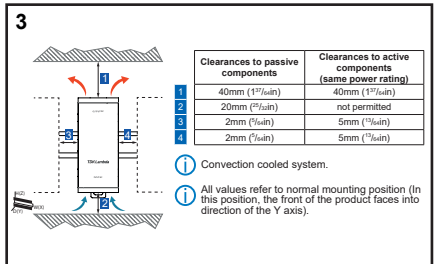 3
Clearances to passive components
Clearances to active components (same power rating)
1 40mm (1³⁷/₆₄in) 40mm (1³⁷/₆₄in)
2 20mm (²⁵/₃₂in) not permitted
3 2mm (⁵/₆₄in) 5mm (¹³/₆₄in)
4 2mm (⁵/₆₄in) 5mm (¹³/₆₄in)
i Convection cooled system.
i All values refer to normal mounting position (In
this position, the front of the product faces into
direction of the Y axis).
1
3
4
TDK·Lambda
2
H(Z)
W(X)
D(Y)